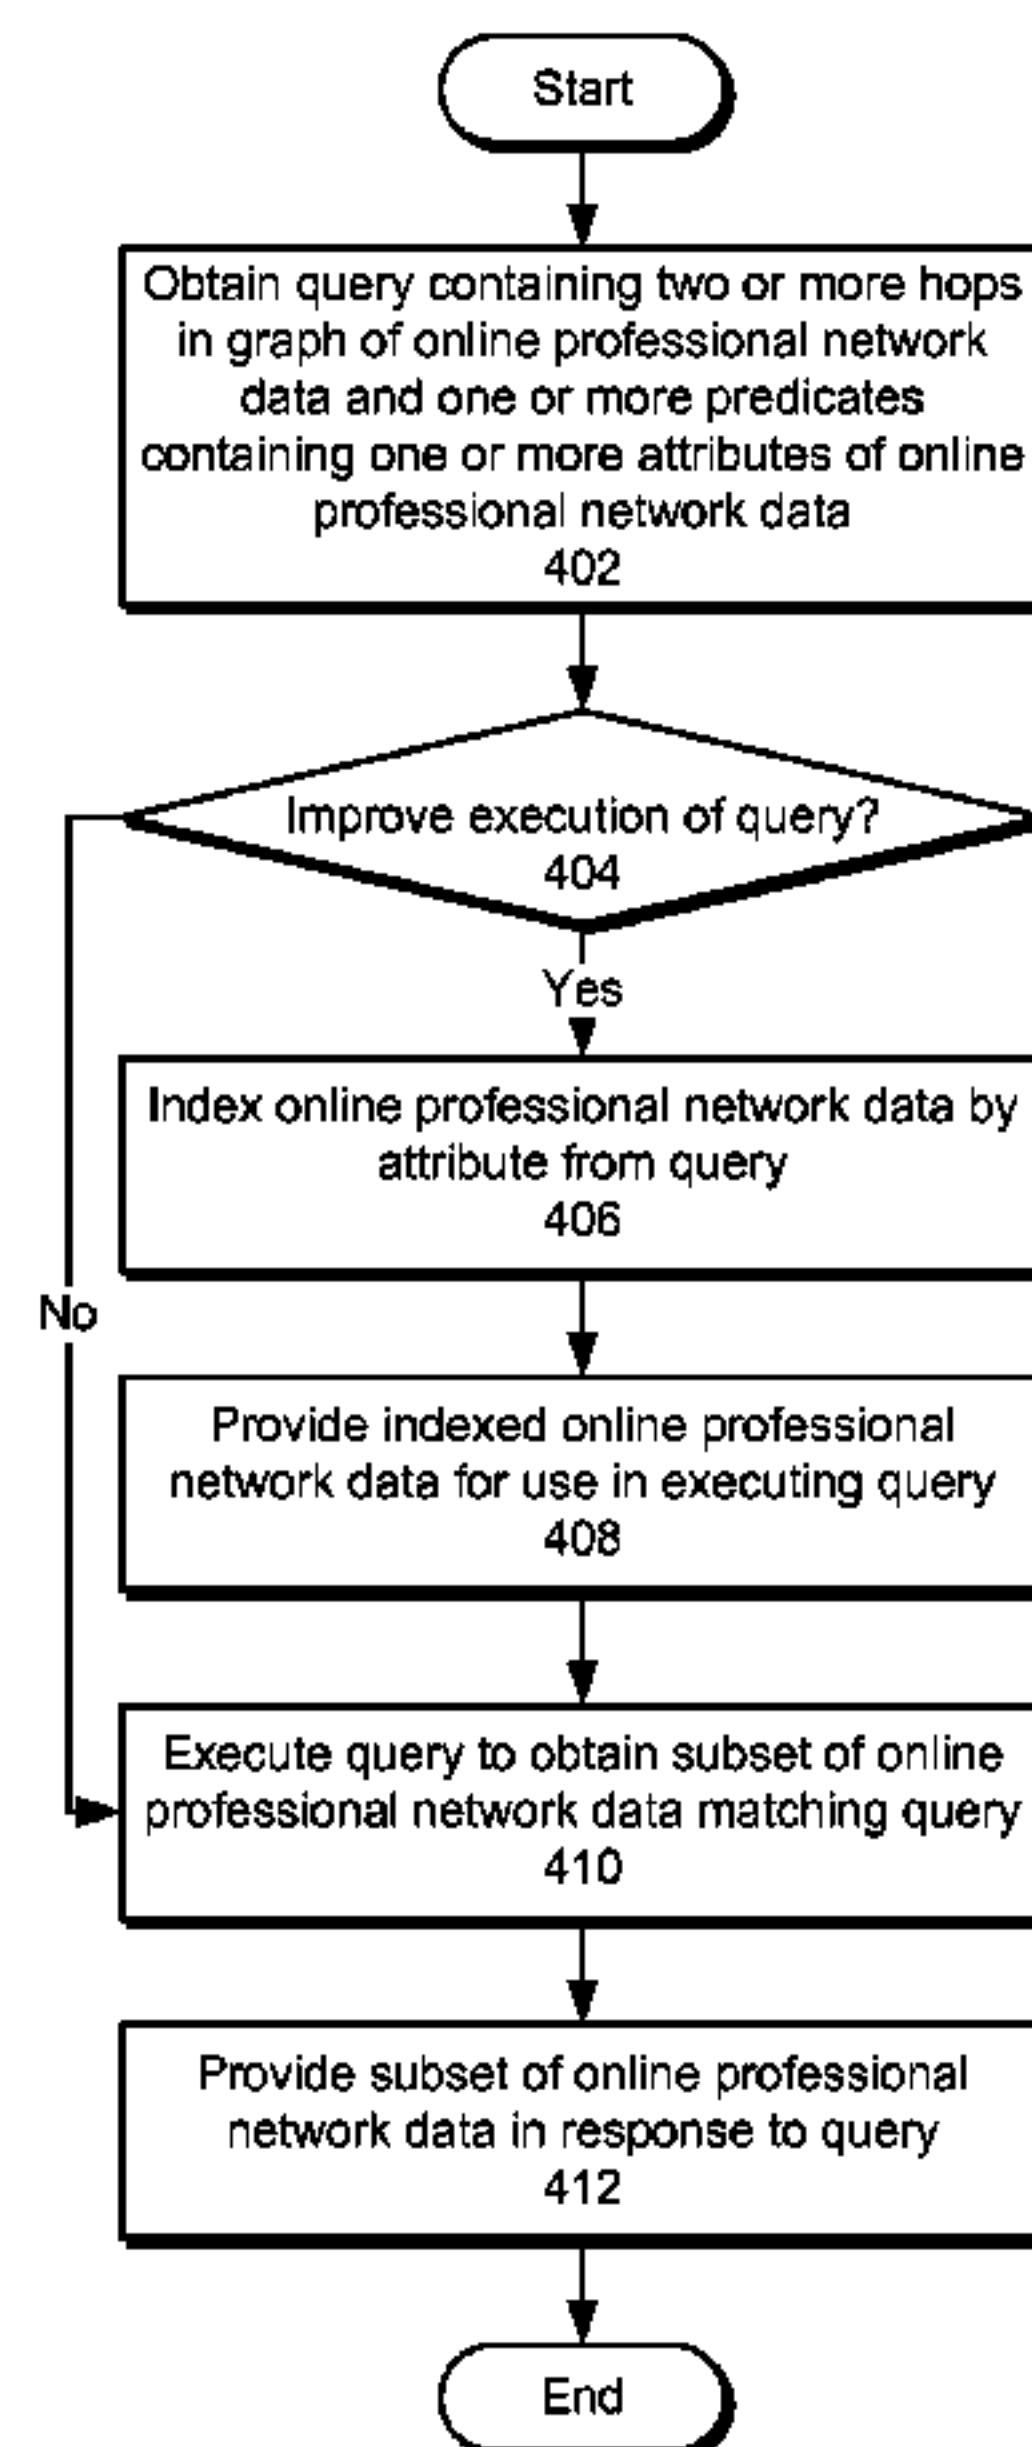 Start
Obtain query containing two or more hops
in graph of online professional network
data and one or more predicates
containing one or more attributes of online
professional network data
402
Improve execution of query?
404
Yes
Index online professional network data by
attribute from query
406
No
Provide indexed online professional
network data for use in executing query
408
Execute query to obtain subset of online
professional network data matching query
410
Provide subset of online professional
network data in response to query
412
End